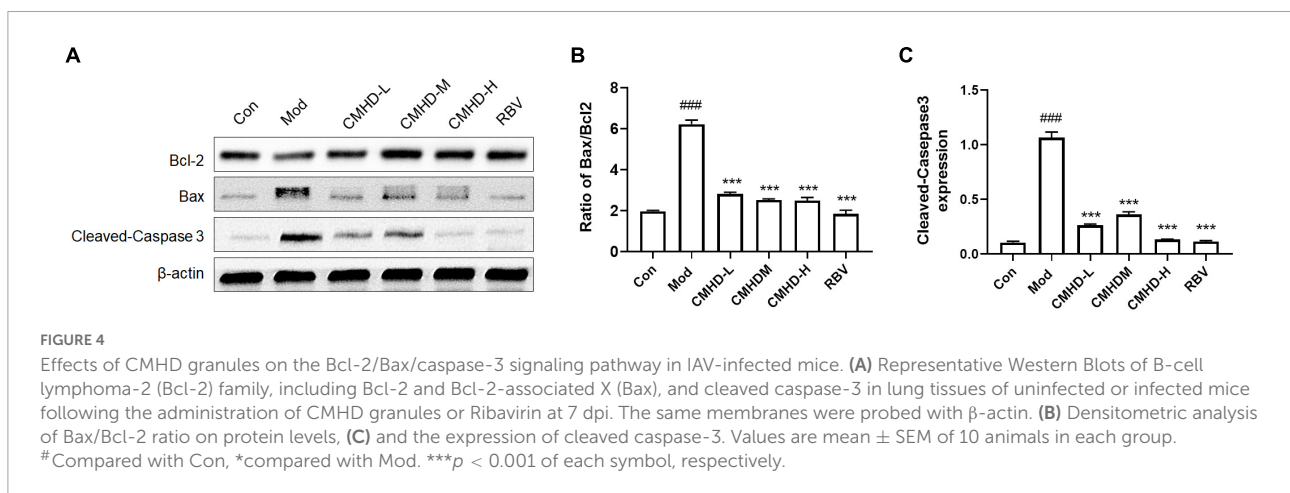 A
Con
Mod
CMHD-L
CMHD-M
CMHD-H
RBV
Bcl-2
Bax
Cleaved-Caspase 3
β-actin
B
Ratio of Bax/Bcl2
8
6
4
2
0
###
***
***
***
***
Con
Mod
CMHD-L
CMHDM
CMHD-H
RBV
C
Cleaved-Casepase3
expression
1.5
1.0
0.5
0.0
###
***
***
***
***
Con
Mod
CMHD-L
CMHDM
CMHD-H
RBV
FIGURE 4
Effects of CMHD granules on the Bcl-2/Bax/caspase-3 signaling pathway in IAV-infected mice. (A) Representative Western Blots of B-cell
lymphoma-2 (Bcl-2) family, including Bcl-2 and Bcl-2-associated X (Bax), and cleaved caspase-3 in lung tissues of uninfected or infected mice
following the administration of CMHD granules or Ribavirin at 7 dpi. The same membranes were probed with β-actin. (B) Densitometric analysis
of Bax/Bcl-2 ratio on protein levels, (C) and the expression of cleaved caspase-3. Values are mean ± SEM of 10 animals in each group.
#Compared with Con, *compared with Mod. ***p < 0.001 of each symbol, respectively.